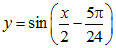 y = sin(x/2 − 5π/24)